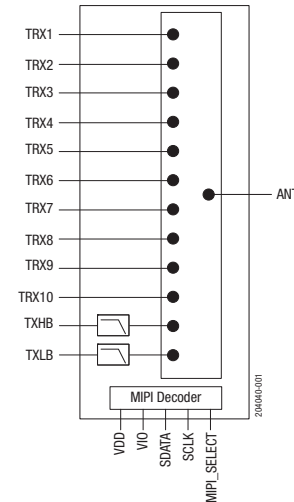 TRX1
TRX2
TRX3
TRX4
TRX5
TRX6
TRX7
ANT
TRX8
TRX9
TRX10
TXHB
TXLB
MIPI Decoder
VDD
VIO
SDATA
SCLK
MIPI_SELECT
204040-001